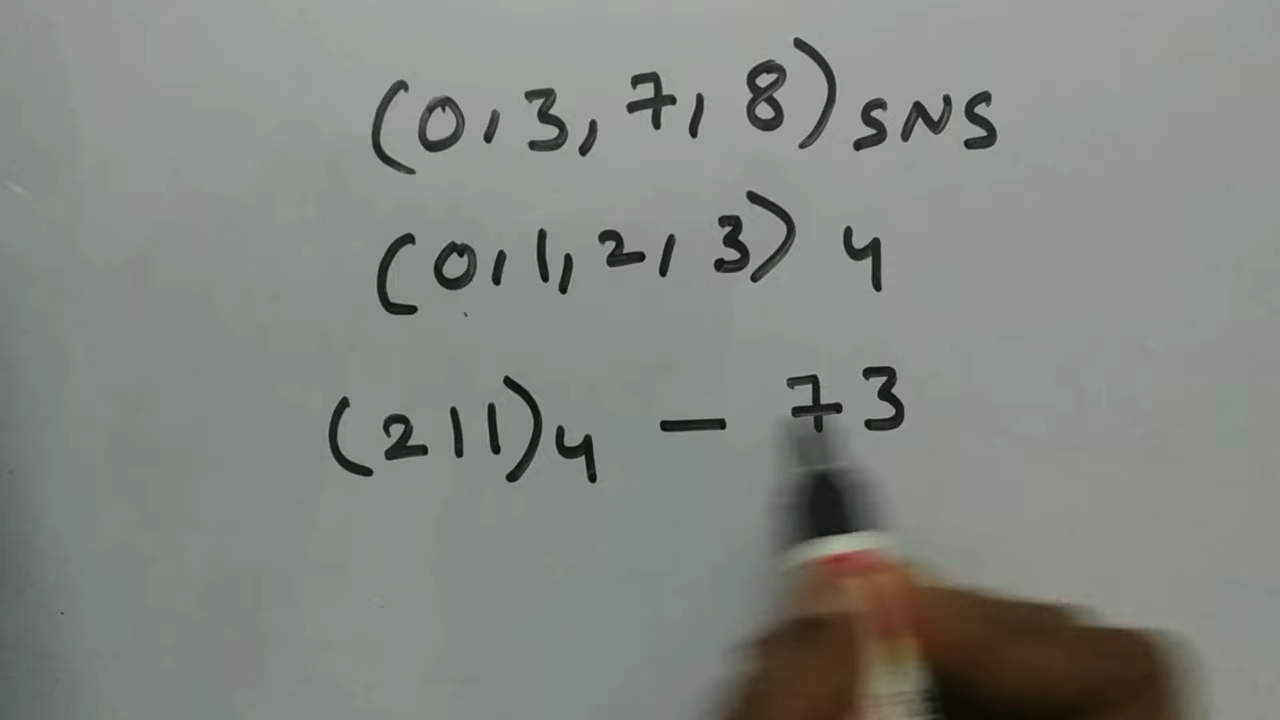 (0,3,7,8)SNS
(0,1,2,3) 4
(211)4 - 73